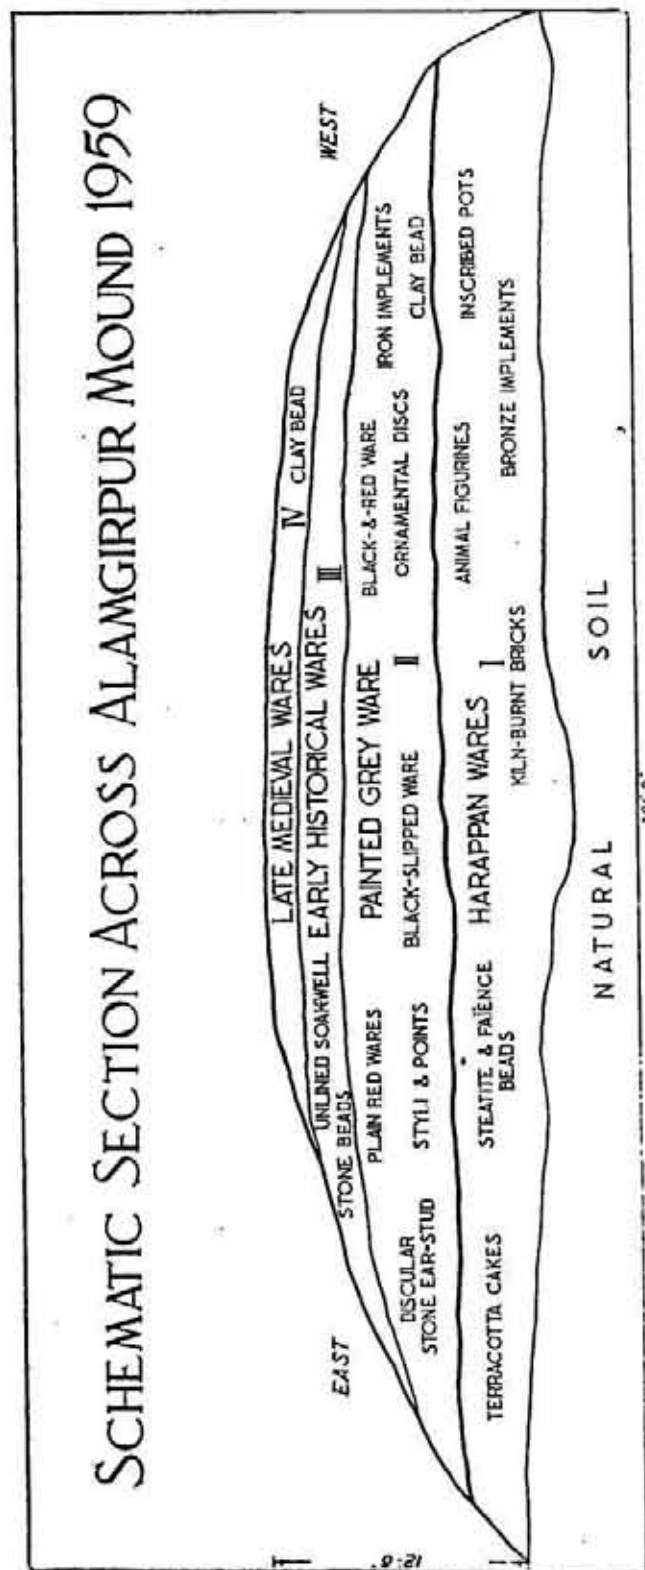 SCHEMATIC SECTION ACROSS ALAMGIRPUR MOUND 1959
EAST
WEST
LATE MEDIEVAL WARES
IV
CLAY BEAD
UNLINED SOAKWELL
EARLY HISTORICAL WARES
III
STONE BEADS
PLAIN RED WARES
PAINTED GREY WARE
BLACK-&-RED WARE
IRON IMPLEMENTS
DISCULAR
STONE EAR-STUD
STYLI & POINTS
BLACK-SLIPPED WARE
II
ORNAMENTAL DISCS
CLAY BEAD
TERRACOTTA CAKES
STEATITE & FAÏENCE
BEADS
HARAPPAN WARES
I
KILN-BURNT BRICKS
ANIMAL FIGURINES
BRONZE IMPLEMENTS
INSCRIBED POTS
NATURAL SOIL